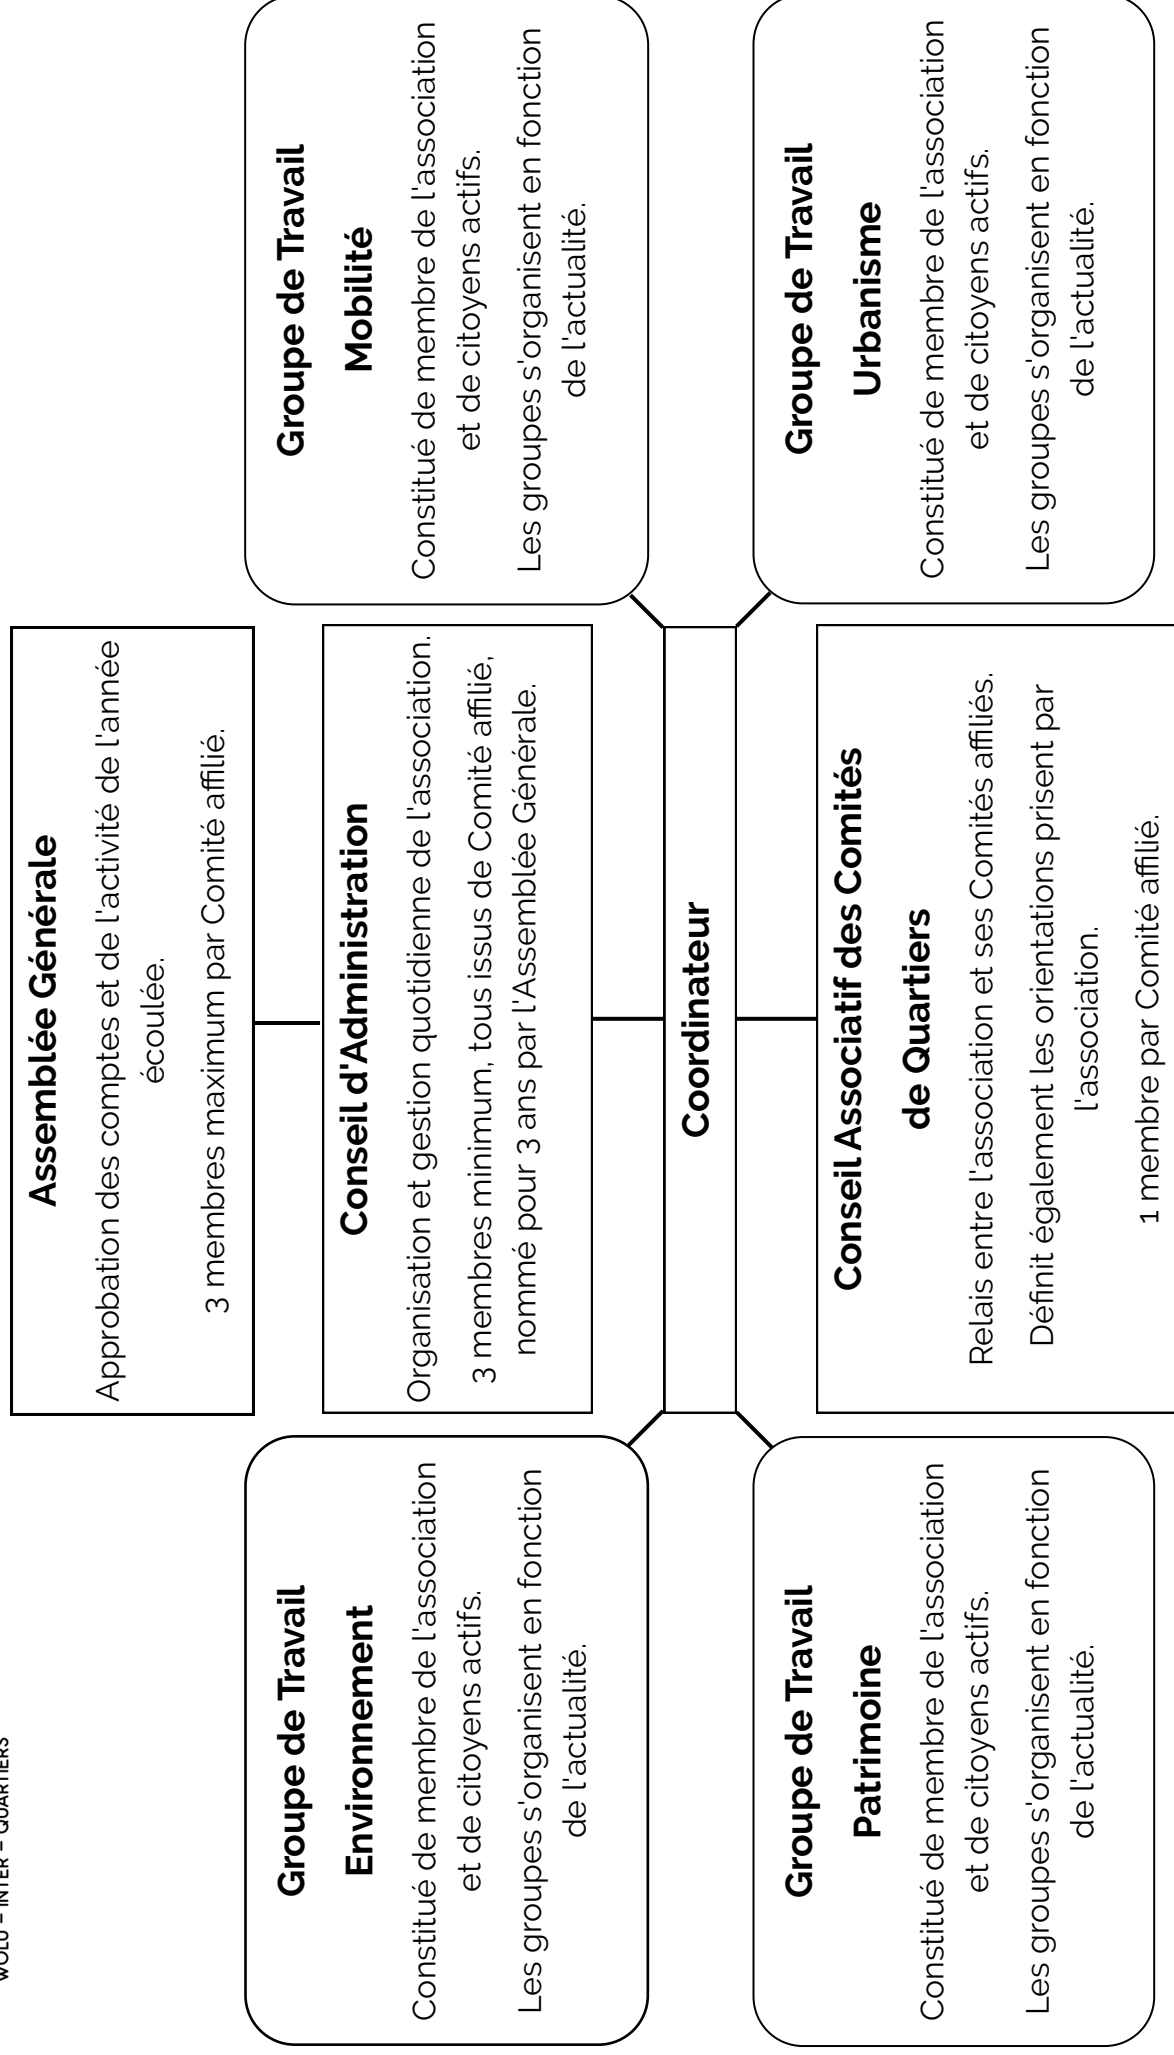 WOLU - INTER - QUARTIERS
Assemblée Générale
Approbation des comptes et de l'activité de l'année
écoulée.
3 membres maximum par Comité affilié.
Groupe de Travail
Environnement
Constitué de membre de l'association
et de citoyens actifs.
Les groupes s'organisent en fonction
de l'actualité.
Conseil d'Administration
Organisation et gestion quotidienne de l'association.
3 membres minimum, tous issus de Comité affilié,
nommé pour 3 ans par l'Assemblée Générale.
Groupe de Travail
Mobilité
Constitué de membre de l'association
et de citoyens actifs.
Les groupes s'organisent en fonction
de l'actualité.
Coordinateur
Groupe de Travail
Patrimoine
Constitué de membre de l'association
et de citoyens actifs.
Les groupes s'organisent en fonction
de l'actualité.
Conseil Associatif des Comités
de Quartiers
Relais entre l'association et ses Comités affiliés.
Définit également les orientations prisent par
l'association.
1 membre par Comité affilié.
Groupe de Travail
Urbanisme
Constitué de membre de l'association
et de citoyens actifs.
Les groupes s'organisent en fonction
de l'actualité.